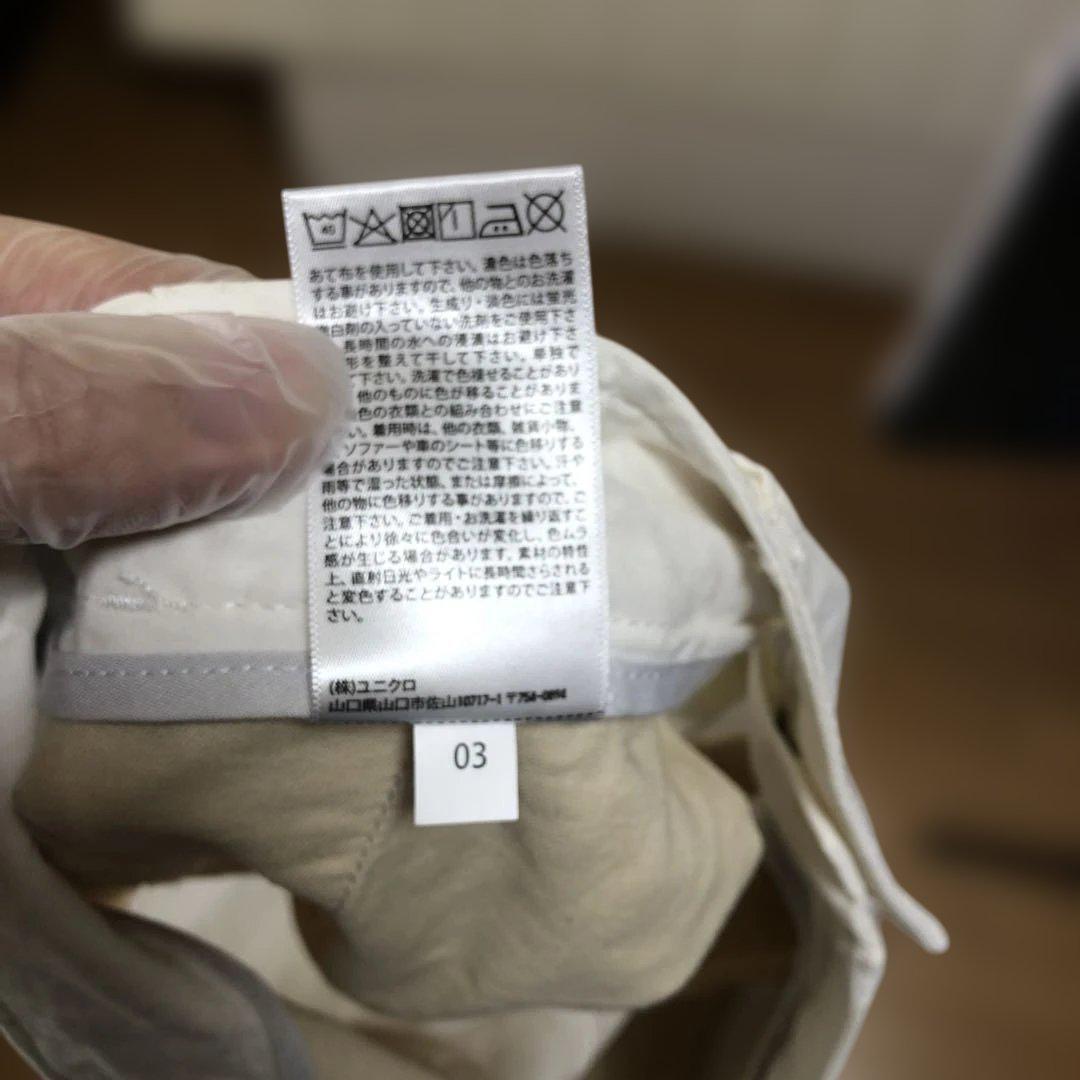 40
あて布を使用して下さい。濃色は色落ち
する事がありますので、他の物とのお洗濯
はお避け下さい。生成り・淡色には蛍光
白剤の入っていない洗剤をご使用下さ
長時間の水への浸漬はお避け下さ
形を整えて干して下さい。単独で
下さい。洗濯で色褪せることがあり
他のものに色が移ることがありま
色の衣類との組み合わせにご注意
い。着用時は、他の衣類、雑貨小物、
ソファーや車のシート等に色移りする
場合がありますのでご注意下さい。汗や
雨等で湿った状態、または摩擦によって、
他の物に色移りする事がありますので、ご
注意下さい。ご着用・お洗濯を繰り返すこ
とにより徐々に色合いが変化し、色ムラ
感が生じる場合があります。素材の特性
上、直射日光やライトに長時間さらされる
と変色することがありますのでご注意下
さい。
(株)ユニクロ
山口県山口市佐山10717-1 〒754-0894
03